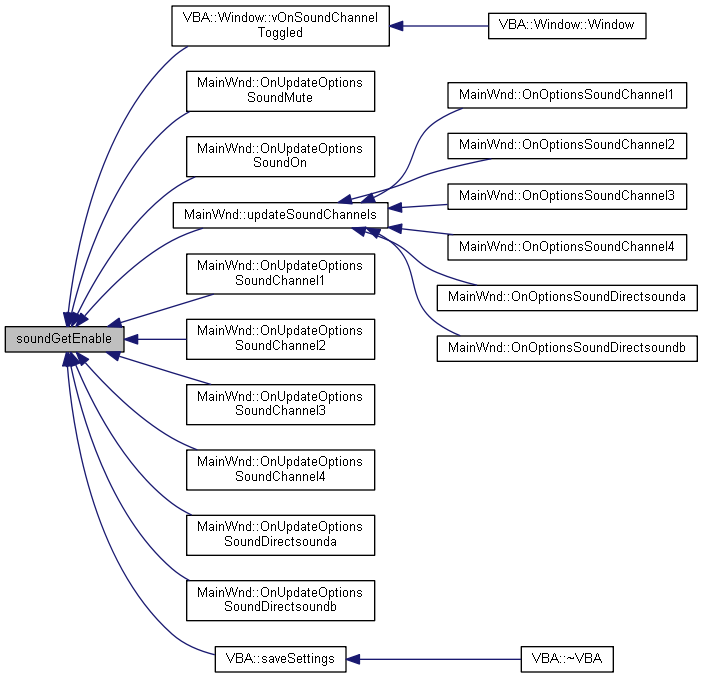 VBA::Window::vOnSoundChannel
Toggled
VBA::Window::Window
MainWnd::OnUpdateOptions
SoundMute
MainWnd::OnOptionsSoundChannel1
MainWnd::OnUpdateOptions
SoundOn
MainWnd::OnOptionsSoundChannel2
MainWnd::OnOptionsSoundChannel3
MainWnd::updateSoundChannels
MainWnd::OnOptionsSoundChannel4
MainWnd::OnUpdateOptions
SoundChannel1
MainWnd::OnOptionsSoundDirectsounda
soundGetEnable
MainWnd::OnUpdateOptions
SoundChannel2
MainWnd::OnOptionsSoundDirectsoundb
MainWnd::OnUpdateOptions
SoundChannel3
MainWnd::OnUpdateOptions
SoundChannel4
MainWnd::OnUpdateOptions
SoundDirectsounda
MainWnd::OnUpdateOptions
SoundDirectsoundb
VBA::saveSettings
VBA::~VBA